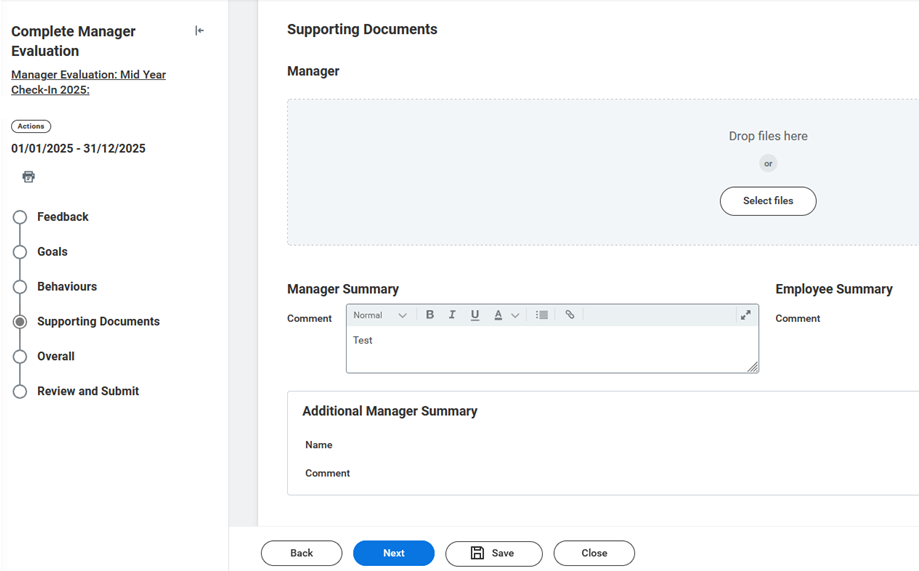 Complete Manager
Evaluation
Manager Evaluation: Mid Year
Check-In 2025:
Actions
01/01/2025 - 31/12/2025
Feedback
Goals
Behaviours
Supporting Documents
Overall
Review and Submit
Supporting Documents
Manager
Drop files here
or
Select files
Manager Summary
Comment
Normal B I U A
Test
Employee Summary
Comment
Additional Manager Summary
Name
Comment
Back Next Save Close